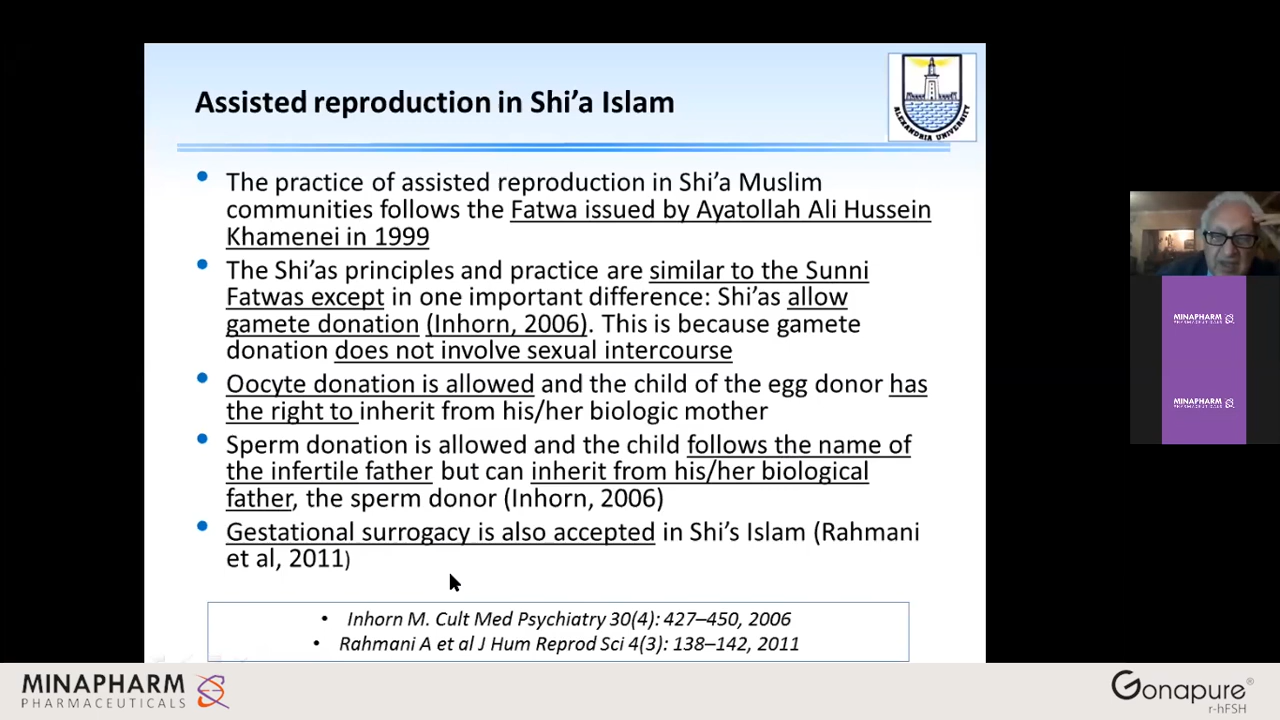 Assisted reproduction in Shi’a Islam
ALEXANDRIA UNIVERSITY
• The practice of assisted reproduction in Shi’a Muslim
communities follows the Fatwa issued by Ayatollah Ali Hussein
Khamenei in 1999
• The Shi’as principles and practice are similar to the Sunni
Fatwas except in one important difference: Shi’as allow
gamete donation (Inhorn, 2006). This is because gamete
donation does not involve sexual intercourse
• Oocyte donation is allowed and the child of the egg donor has
the right to inherit from his/her biologic mother
• Sperm donation is allowed and the child follows the name of
the infertile father but can inherit from his/her biological
father, the sperm donor (Inhorn, 2006)
• Gestational surrogacy is also accepted in Shi’s Islam (Rahmani
et al, 2011)
• Inhorn M. Cult Med Psychiatry 30(4): 427–450, 2006
• Rahmani A et al J Hum Reprod Sci 4(3): 138–142, 2011
MINAPHARM
PHARMACEUTICALS
MINAPHARM
PHARMACEUTICALS
MINAPHARM
PHARMACEUTICALS
Gonapure®
r-hFSH